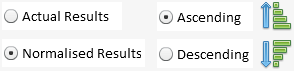 Actual Results Ascending
Normalised Results Descending